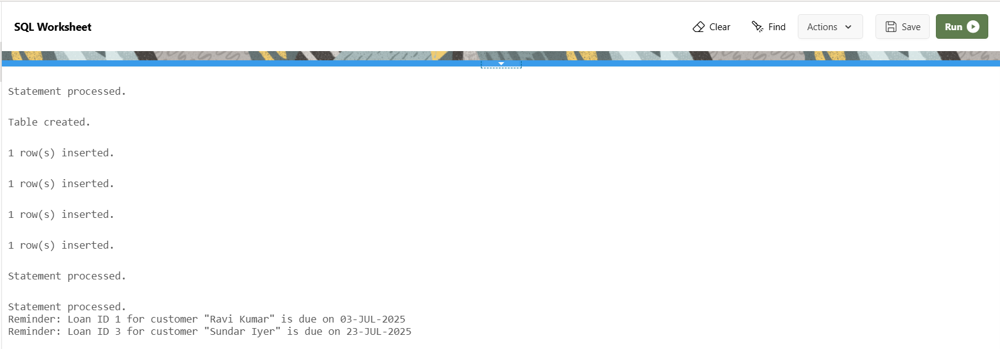 SQL Worksheet
Clear
Find
Actions
Save
Run
Statement processed.
Table created.
1 row(s) inserted.
1 row(s) inserted.
1 row(s) inserted.
1 row(s) inserted.
Statement processed.
Statement processed.
Reminder: Loan ID 1 for customer "Ravi Kumar" is due on 03-JUL-2025
Reminder: Loan ID 3 for customer "Sundar Iyer" is due on 23-JUL-2025